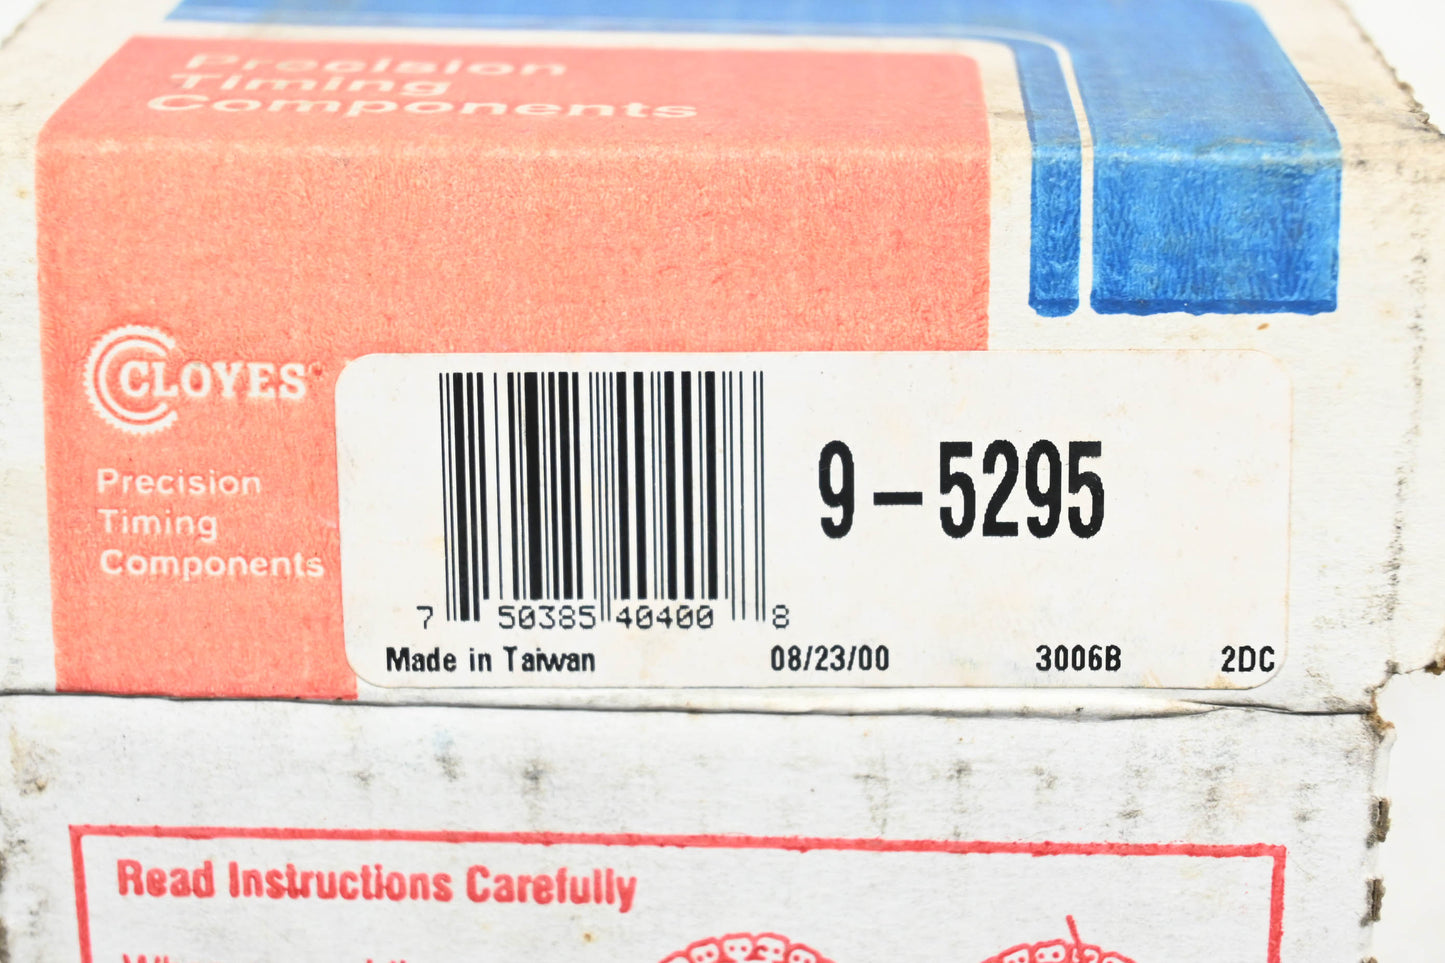 Precision
Timing
Components
CLOYES
Precision
Timing
Components
9-5295
7 50385 40400 8
Made in Taiwan 08/23/00 3006B 2DC
Read Instructions Carefully